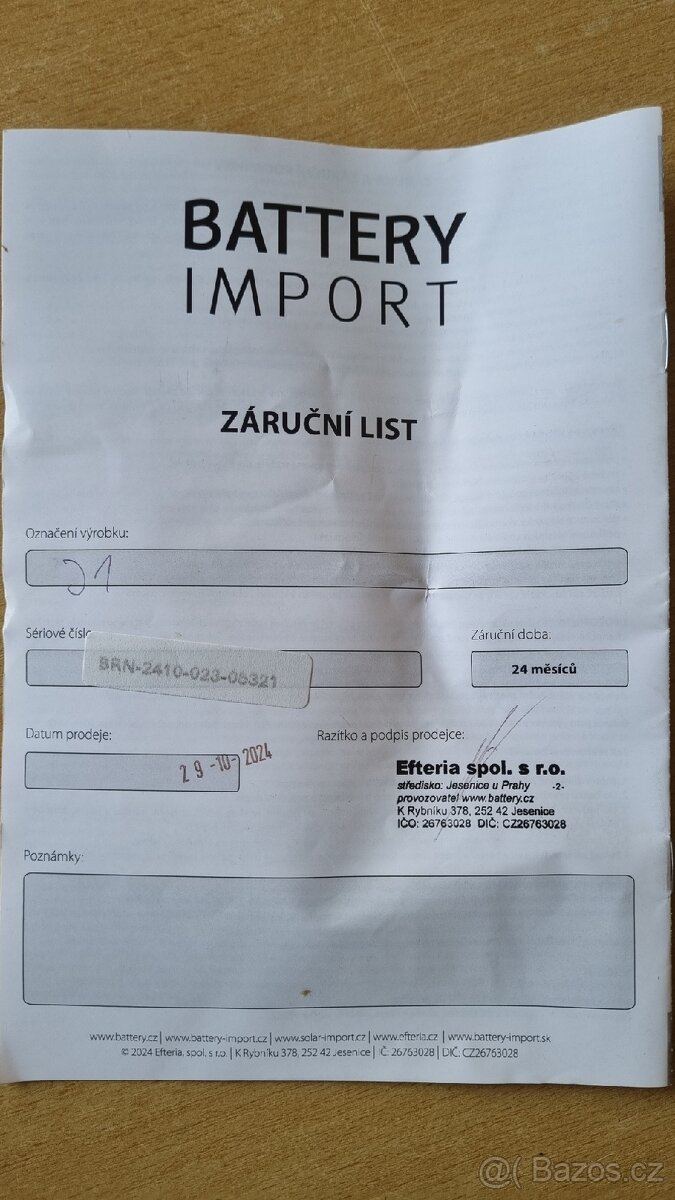 BATTERY
IMPORT
ZÁRUČNÍ LIST
Označení výrobku:
J1
Sériové číslo
Záruční doba:
BRN-2410-023-05321
24 měsíců
Datum prodeje:
Razítko a podpis prodejce:
29 -10- 2024
Efteria spol. s r.o.
středisko: Jesenice u Prahy -2-
provozovatel www.battery.cz
K Rybníku 378, 252 42 Jesenice
IČO: 26763028 DIČ: CZ26763028
Poznámky:
www.battery.cz | www.battery-import.cz | www.solar-import.cz | www.efteria.cz | www.battery-import.sk
© 2024 Efteria, spol. s r.o. | K Rybníku 378, 252 42 Jesenice | IČ: 26763028 | DIČ: CZ26763028
@( Bazos.cz